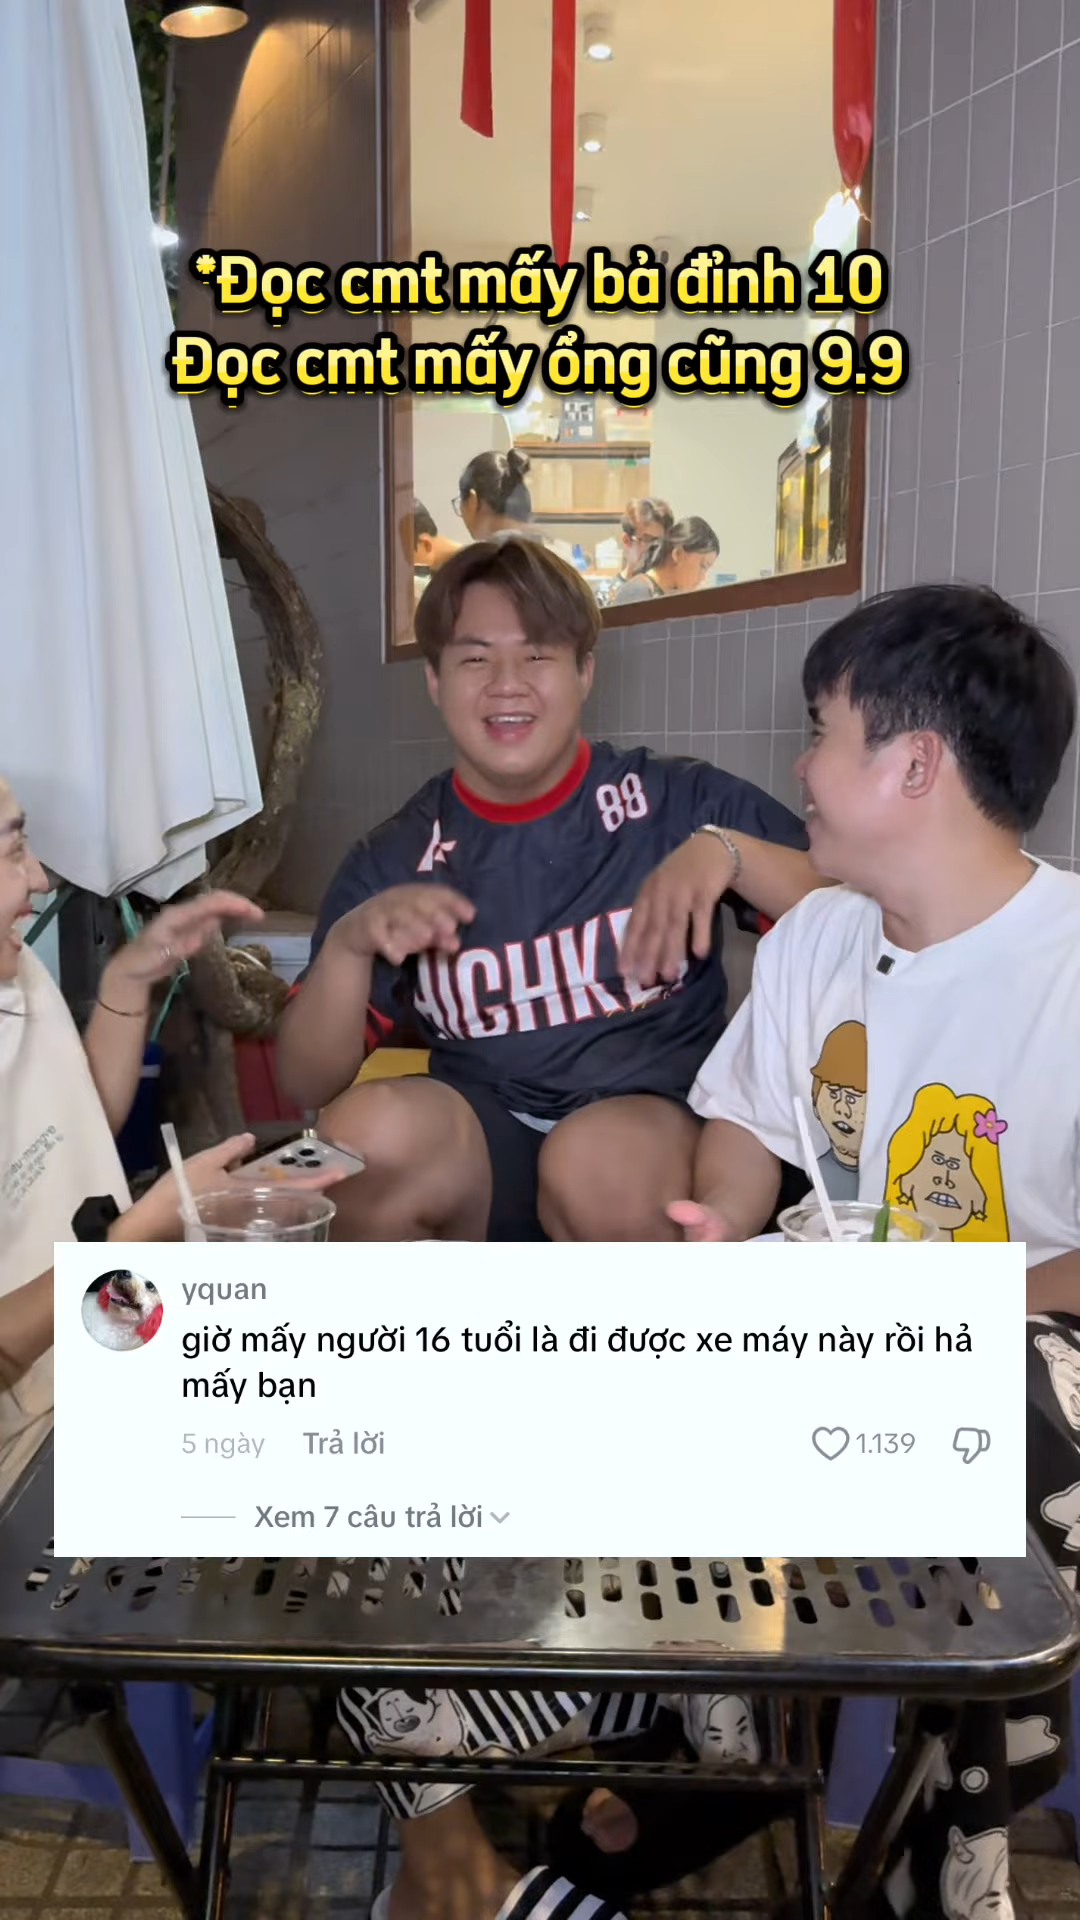 *Đọc cmt mấy bả đỉnh 10
Đọc cmt mấy ổng cũng 9.9
88
yquan
giờ mấy người 16 tuổi là đi được xe máy này rồi hả
mấy bạn
5 ngày Trả lời 1.139
Xem 7 câu trả lời